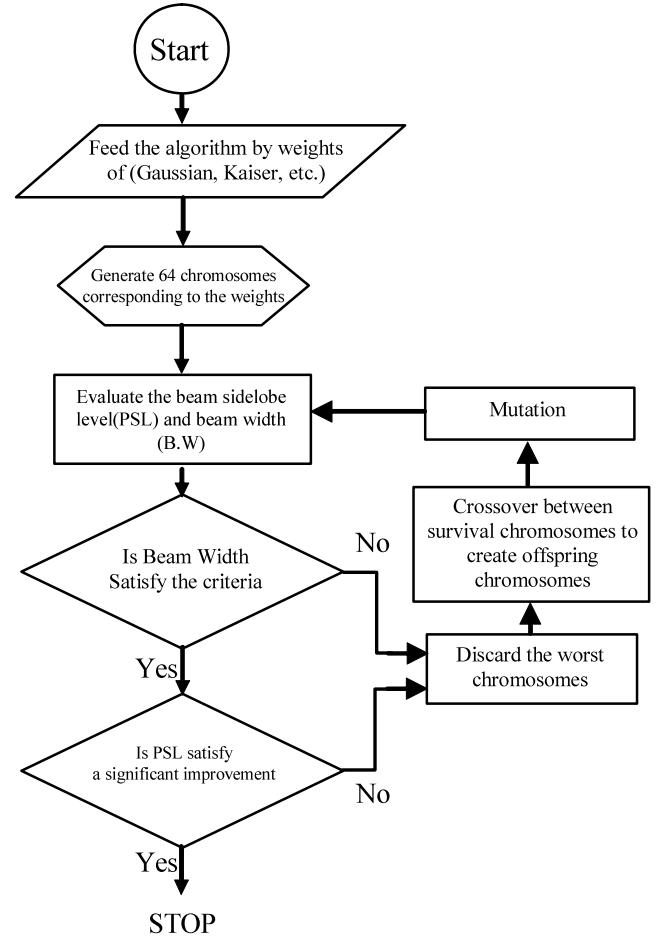 Start
Feed the algorithm by weights
of (Gaussian, Kaiser, etc.)
Generate 64 chromosomes
corresponding to the weights
Evaluate the beam sidelobe
level(PSL) and beam width
(B.W)
Mutation
Crossover between
survival chromosomes to
create offspring
chromosomes
Is Beam Width
Satisfy the criteria
No
Discard the worst
chromosomes
Yes
Is PSL satisfy
a significant improvement
No
Yes
STOP